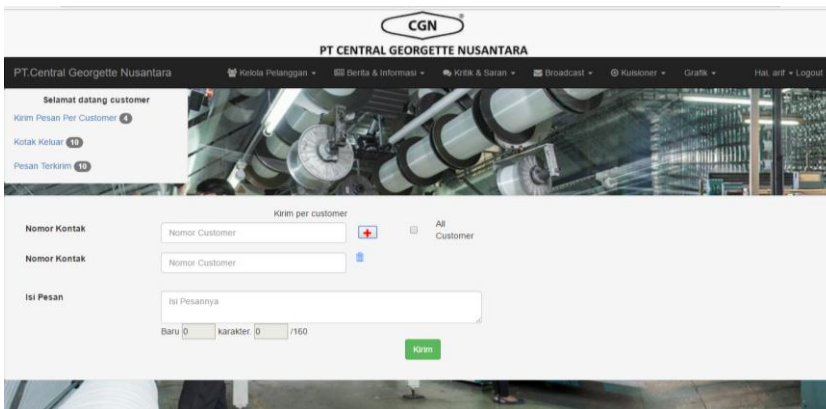 CGN
PT CENTRAL GEORGETTE NUSANTARA
PT.Central Georgette Nusantara Kelola Pelanggan Berita & Informasi Kritik & Saran Broadcast Kuisioner Grafik Hai, arif Logout
Selamat datang customer
Kirim Pesan Per Customer 4
Kotak Keluar 10
Pesan Terkirim 10
Kirim per customer
Nomor Kontak Nomor Customer All
Customer
Nomor Kontak Nomor Customer
Isi Pesan Isi Pesannya
Baru 0 karakter. 0 /160
Kirim